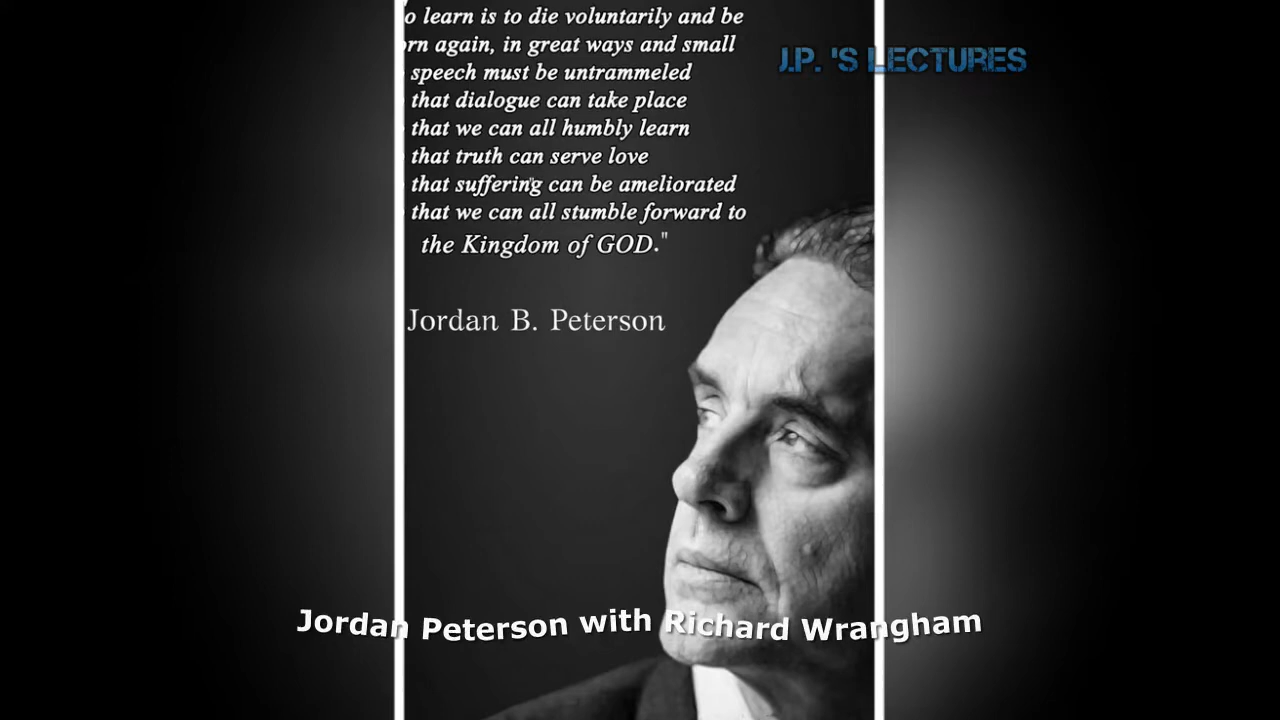 o learn is to die voluntarily and be
rn again, in great ways and small
speech must be untrammeled
that dialogue can take place
that we can all humbly learn
that truth can serve love
that suffering can be ameliorated
that we can all stumble forward to
the Kingdom of GOD."
Jordan B. Peterson
J.P. 'S LECTURES
Jordan Peterson with Richard Wrangham